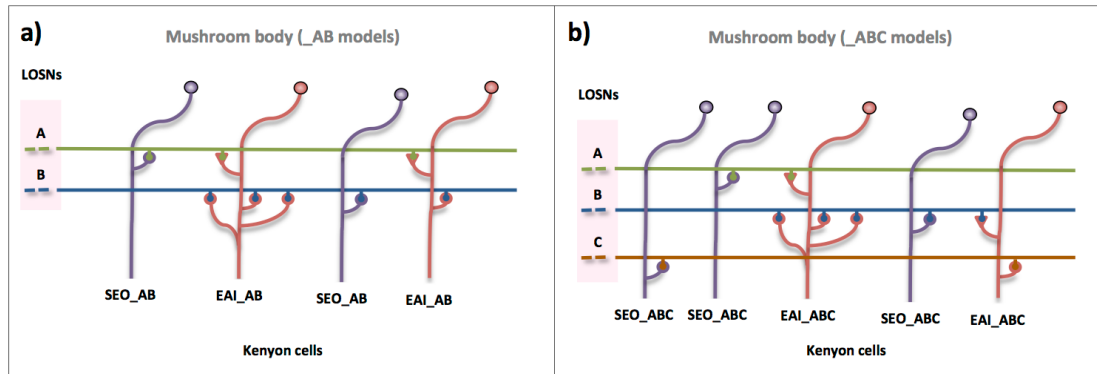 a)
Mushroom body (_AB models)
LOSNs
A
B
SEO_AB
EAI_AB
SEO_AB
EAI_AB
Kenyon cells
b)
Mushroom body (_ABC models)
LOSNs
A
B
C
SEO_ABC
SEO_ABC
EAI_ABC
SEO_ABC
EAI_ABC
Kenyon cells